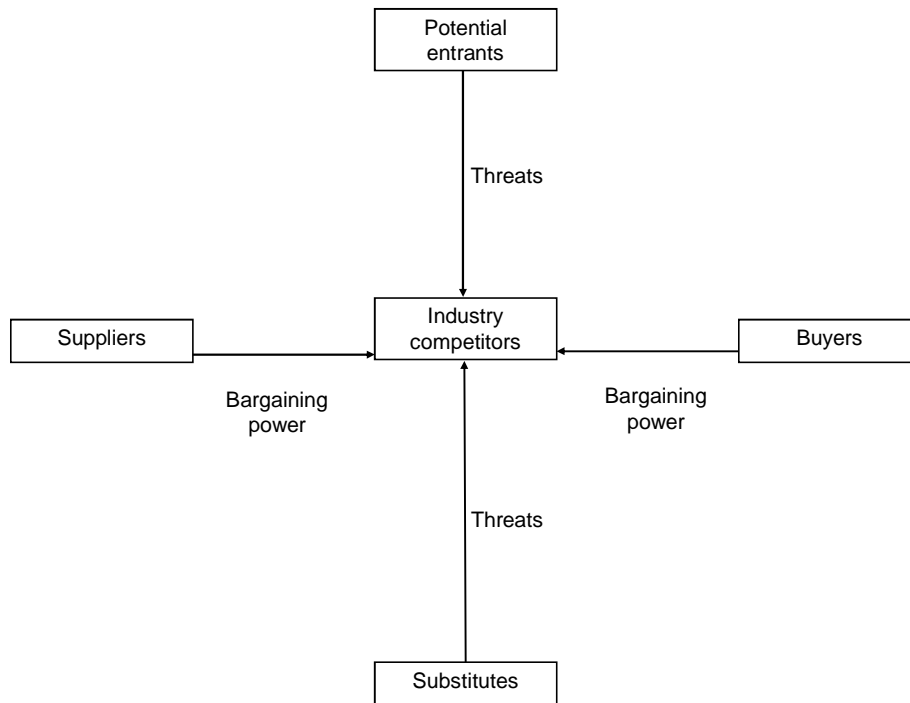 Potential
entrants
Threats
Industry
competitors
Suppliers
Buyers
Bargaining
power
Bargaining
power
Threats
Substitutes